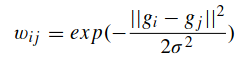 w_{ij} = exp(-\frac{||g_i - g_j||^2}{2\sigma^2})